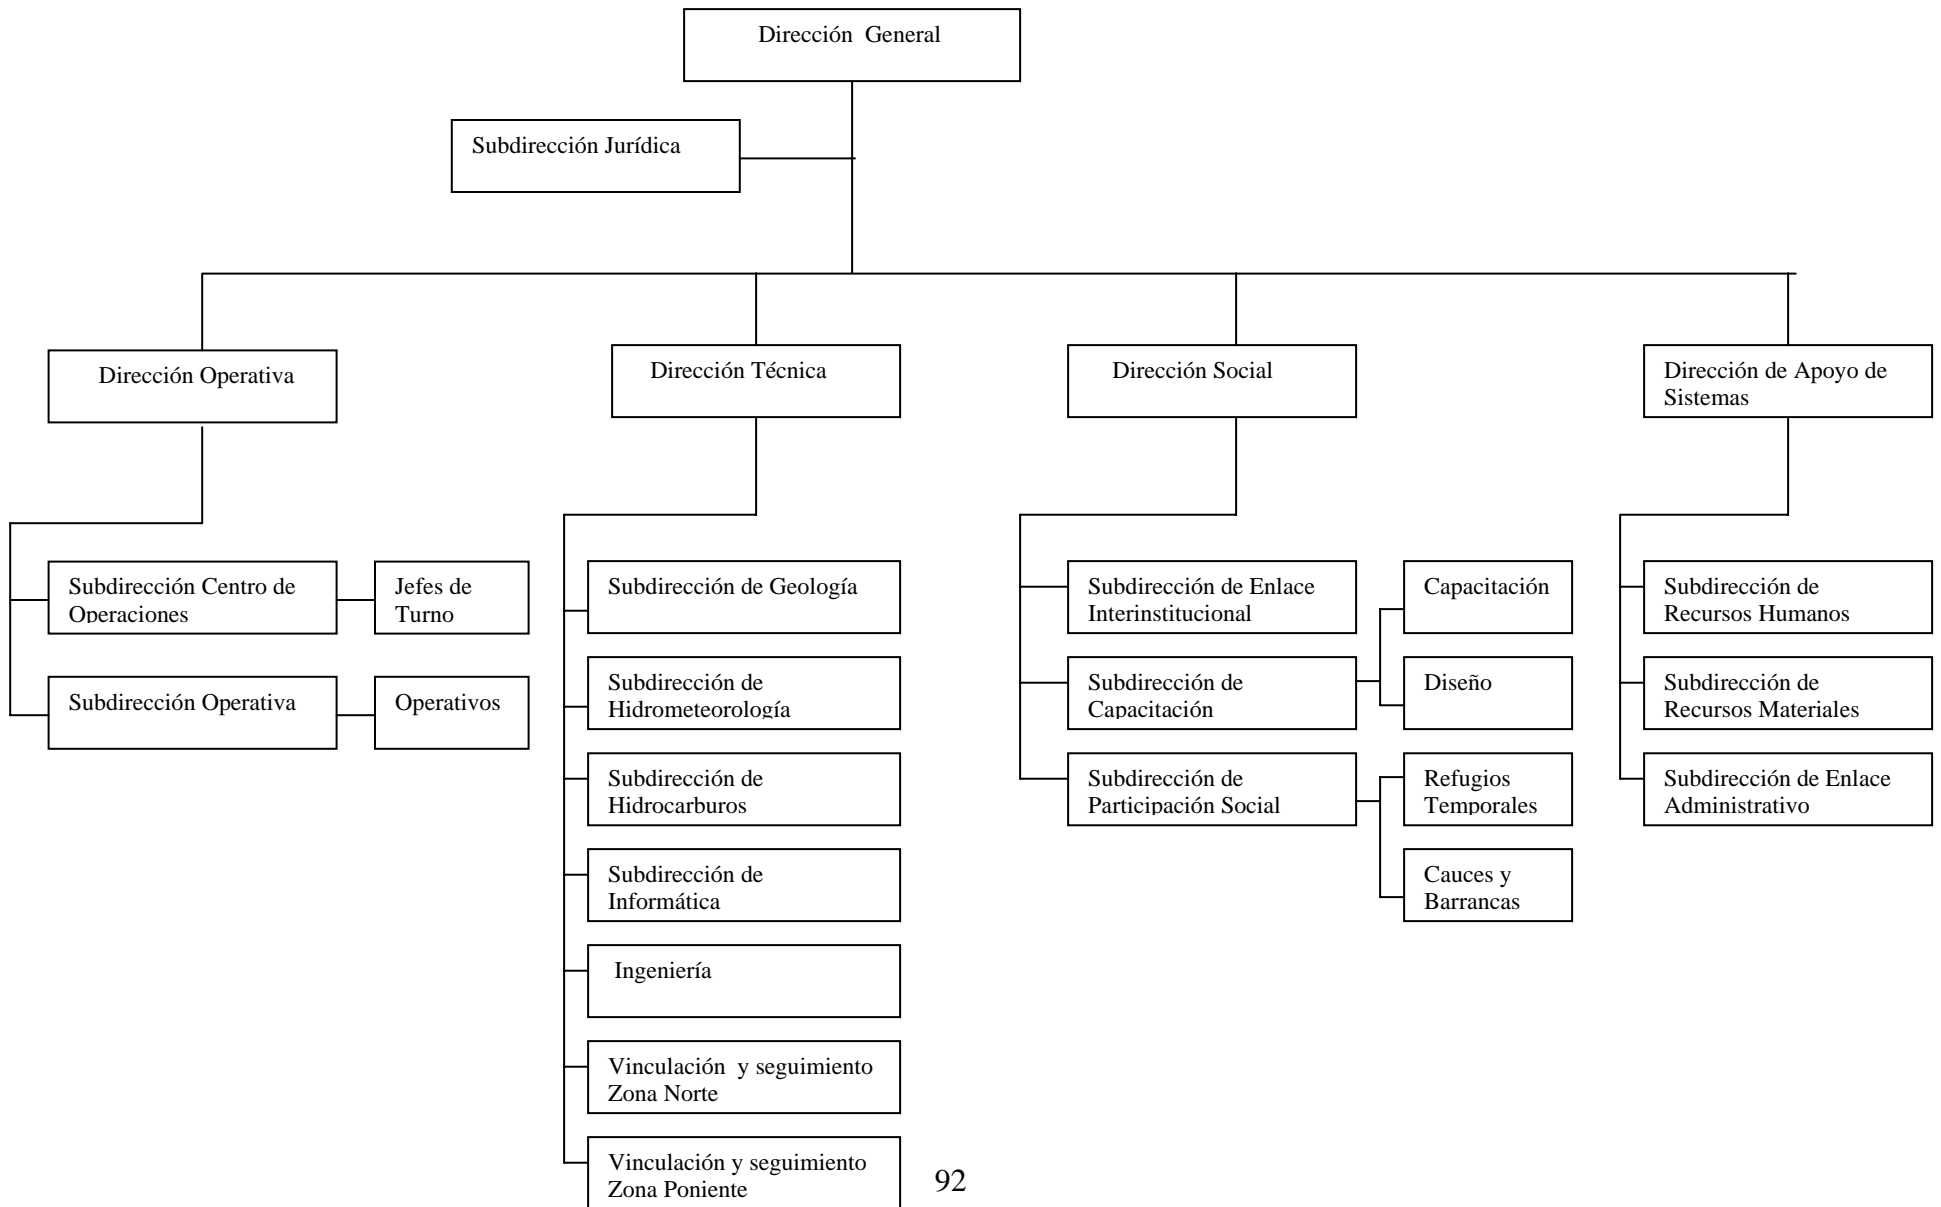 Dirección  General
Subdirección Jurídica
Dirección Operativa
Dirección Técnica
Dirección Social
Dirección de Apoyo de
Sistemas
Subdirección Centro de
Operaciones
Jefes de
Turno
Subdirección Operativa
Operativos
Subdirección de Geología
Subdirección de
Hidrometeorología
Subdirección de
Hidrocarburos
Subdirección de
Informática
Ingeniería
Vinculación  y seguimiento
Zona Norte
Vinculación y seguimiento
Zona Poniente
Subdirección de Enlace
Interinstitucional
Subdirección de
Capacitación
Capacitación
Diseño
Subdirección de
Participación Social
Refugios
Temporales
Cauces y
Barrancas
Subdirección de
Recursos Humanos
Subdirección de
Recursos Materiales
Subdirección de Enlace
Administrativo
92